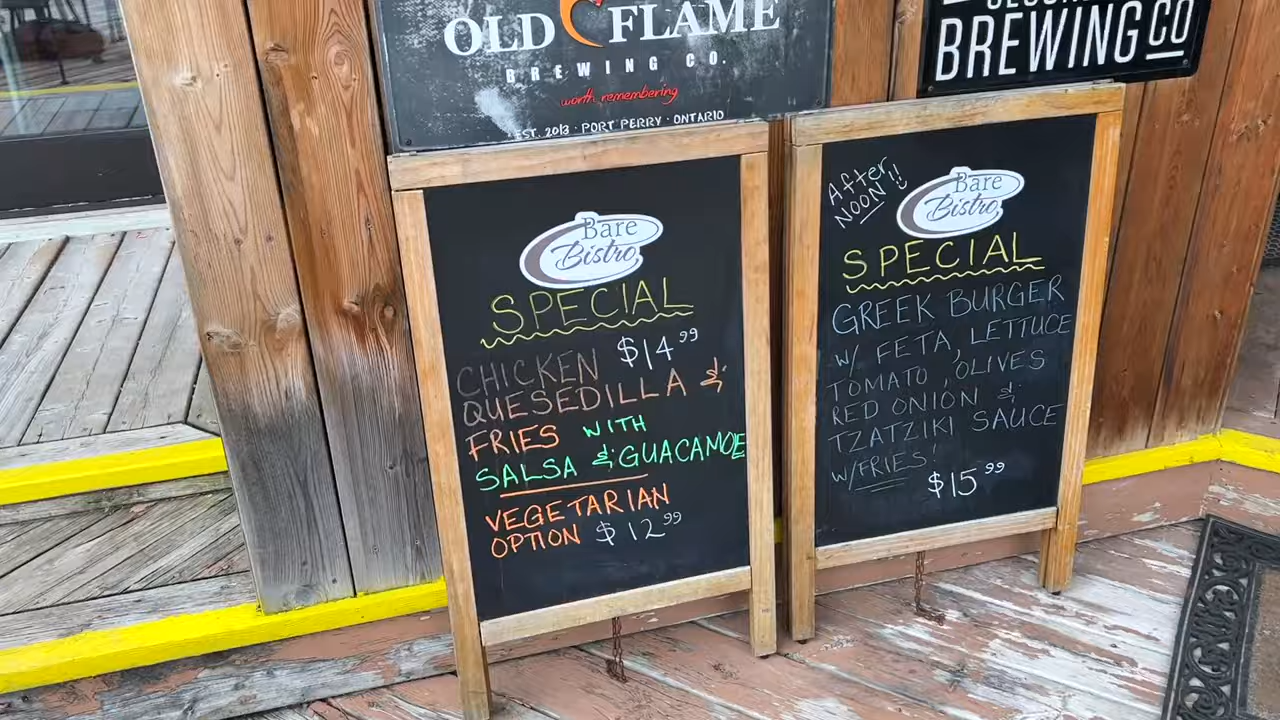 OLD FLAME
BREWING CO.
worth remembering
EST. 2013 · PORT PERRY · ONTARIO
BREWING CO
Bare
Bistro
SPECIAL
CHICKEN $14.99
QUESEDILLA &
FRIES WITH
SALSA & GUACAMOLE
VEGETARIAN
OPTION $12.99
After
NOON!!
Bare
Bistro
SPECIAL
GREEK BURGER
W/ FETA, LETTUCE
TOMATO, OLIVES
RED ONION &
TZATZIKI SAUCE
W/FRIES!
$15.99